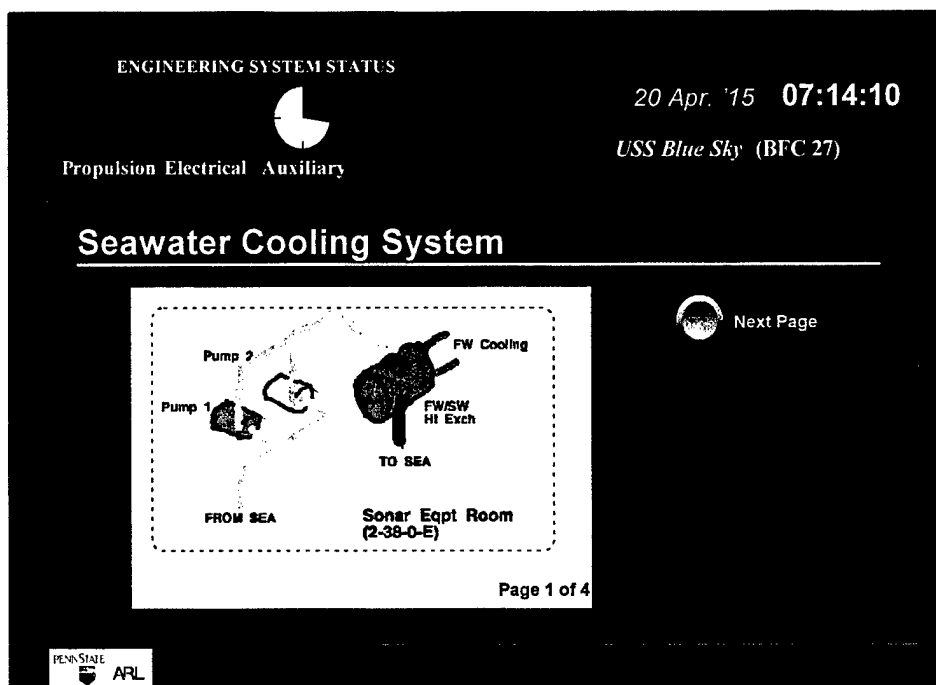 ENGINEERING SYSTEM STATUS
20 Apr. '15 07:14:10
USS Blue Sky (BFC 27)
Propulsion Electrical Auxiliary
Seawater Cooling System
Next Page
FW Cooling
Pump 2
Pump 1
FW/SW
Ht Exch
TO SEA
FROM SEA
Sonar Eqpt Room
(2-38-0-E)
Page 1 of 4
PENNSTATE
ARL